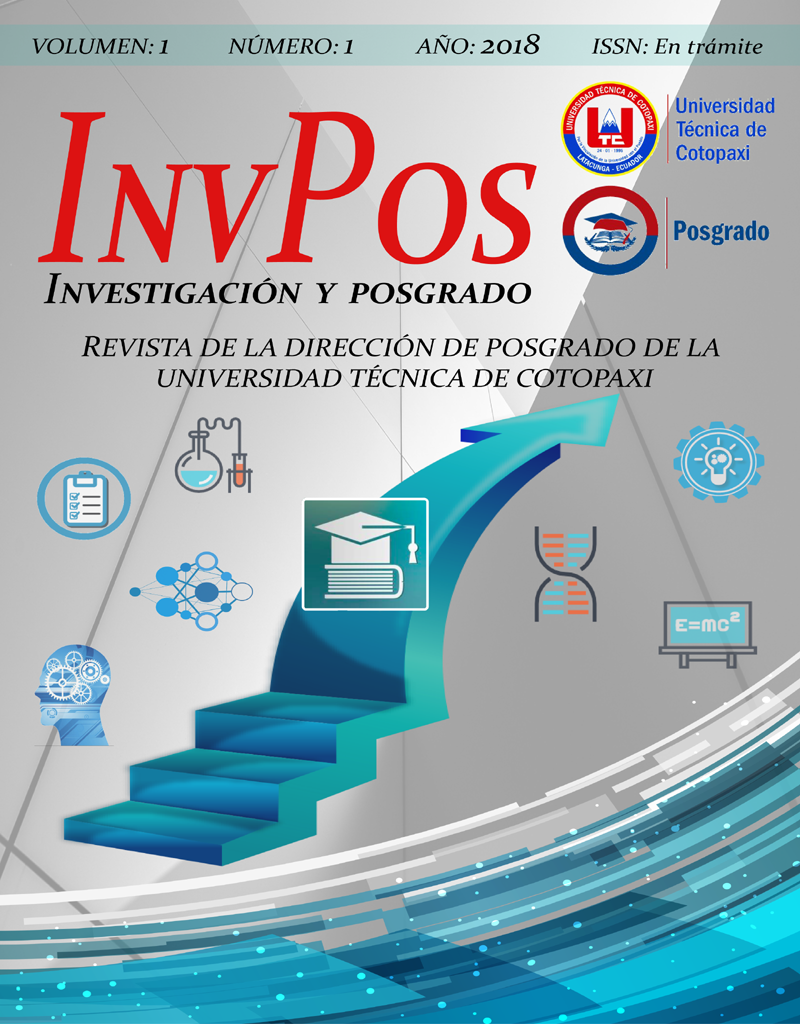 VOLUMEN: 1 NÚMERO: 1 AÑO: 2018 ISSN: En trámite
INVPOS
INVESTIGACIÓN Y POSGRADO
UNIVERSIDAD TÉCNICA DE COTOPAXI
UTC
LATACUNGA - ECUADOR
Universidad
Técnica de
Cotopaxi
Posgrado
REVISTA DE LA DIRECCIÓN DE POSGRADO DE LA
UNIVERSIDAD TÉCNICA DE COTOPAXI
E=mc²